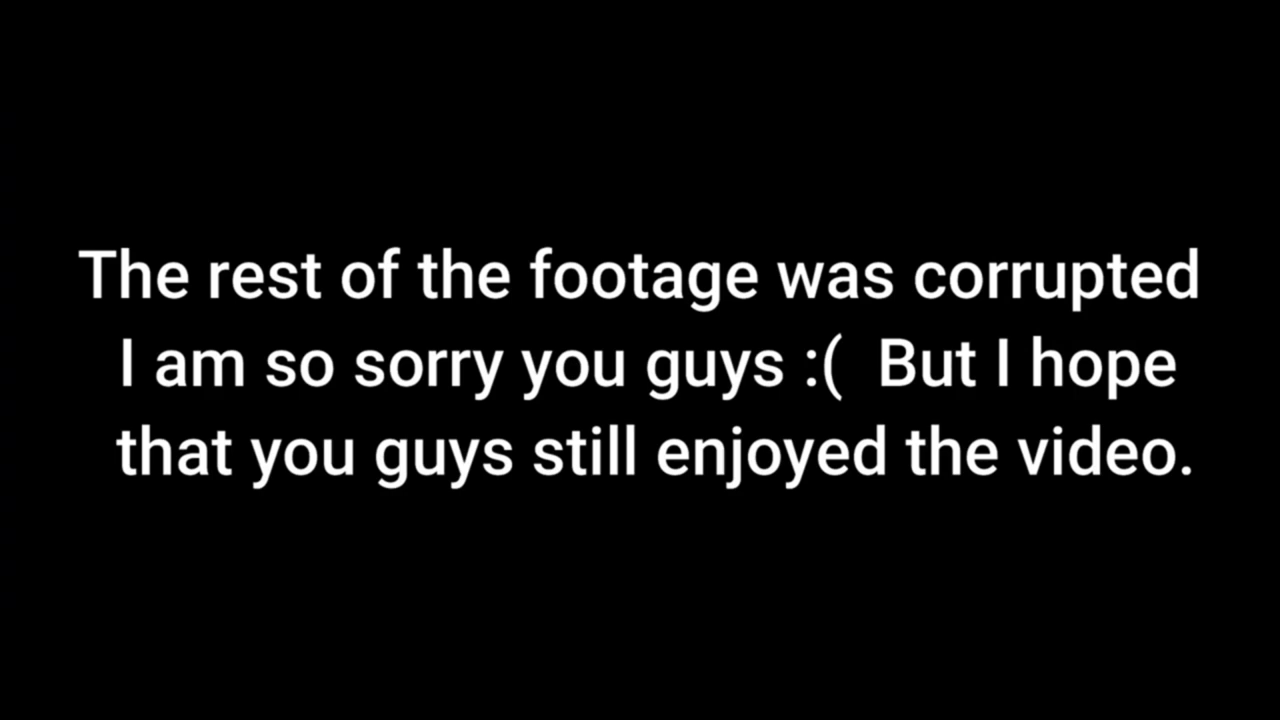 The rest of the footage was corrupted
I am so sorry you guys :(  But I hope
that you guys still enjoyed the video.